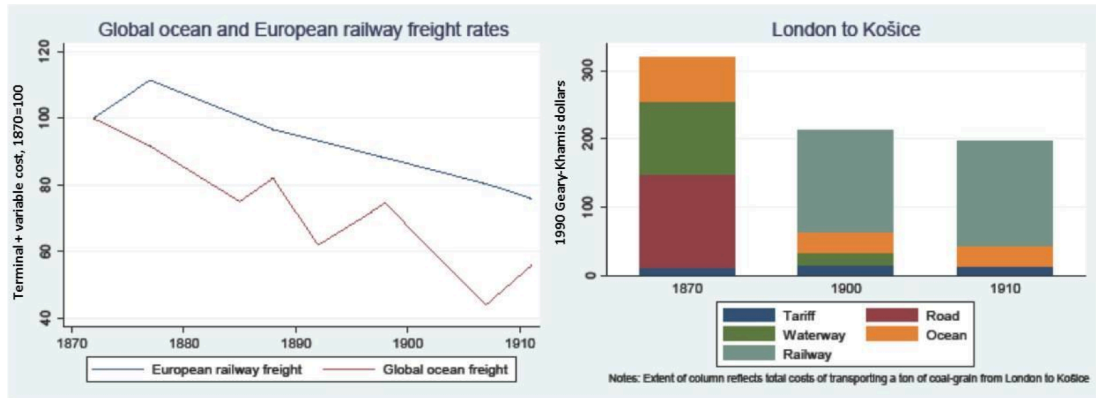 Global ocean and European railway freight rates
Terminal + variable cost, 1870=100
120
100
80
60
40
1870
1880
1890
1900
1910
European railway freight
Global ocean freight
London to Košice
1990 Geary-Khamis dollars
300
200
100
0
1870
1900
1910
Tariff
Road
Waterway
Ocean
Railway
Notes: Extent of column reflects total costs of transporting a ton of coal-grain from London to Košice